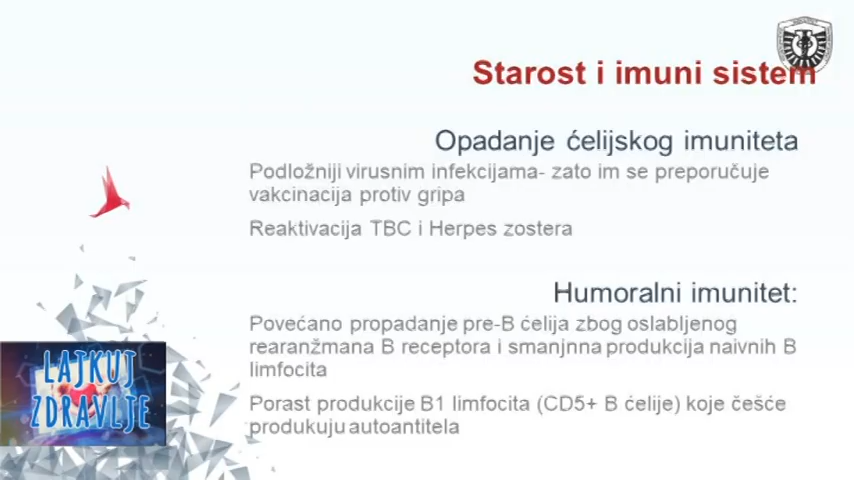 Starost i imuni sistem
Opadanje ćelijskog imuniteta
Podložniji virusnim infekcijama- zato im se preporučuje
vakcinacija protiv gripa
Reaktivacija TBC i Herpes zostera
Humoralni imunitet:
Povećano propadanje pre-B ćelija zbog oslabljenog
rearanžmana B receptora i smanjnna produkcija naivnih B
limfocita
Porast produkcije B1 limfocita (CD5+ B ćelije) koje češće
produkuju autoantitela
LAJKUJ
ZDRAVLJE